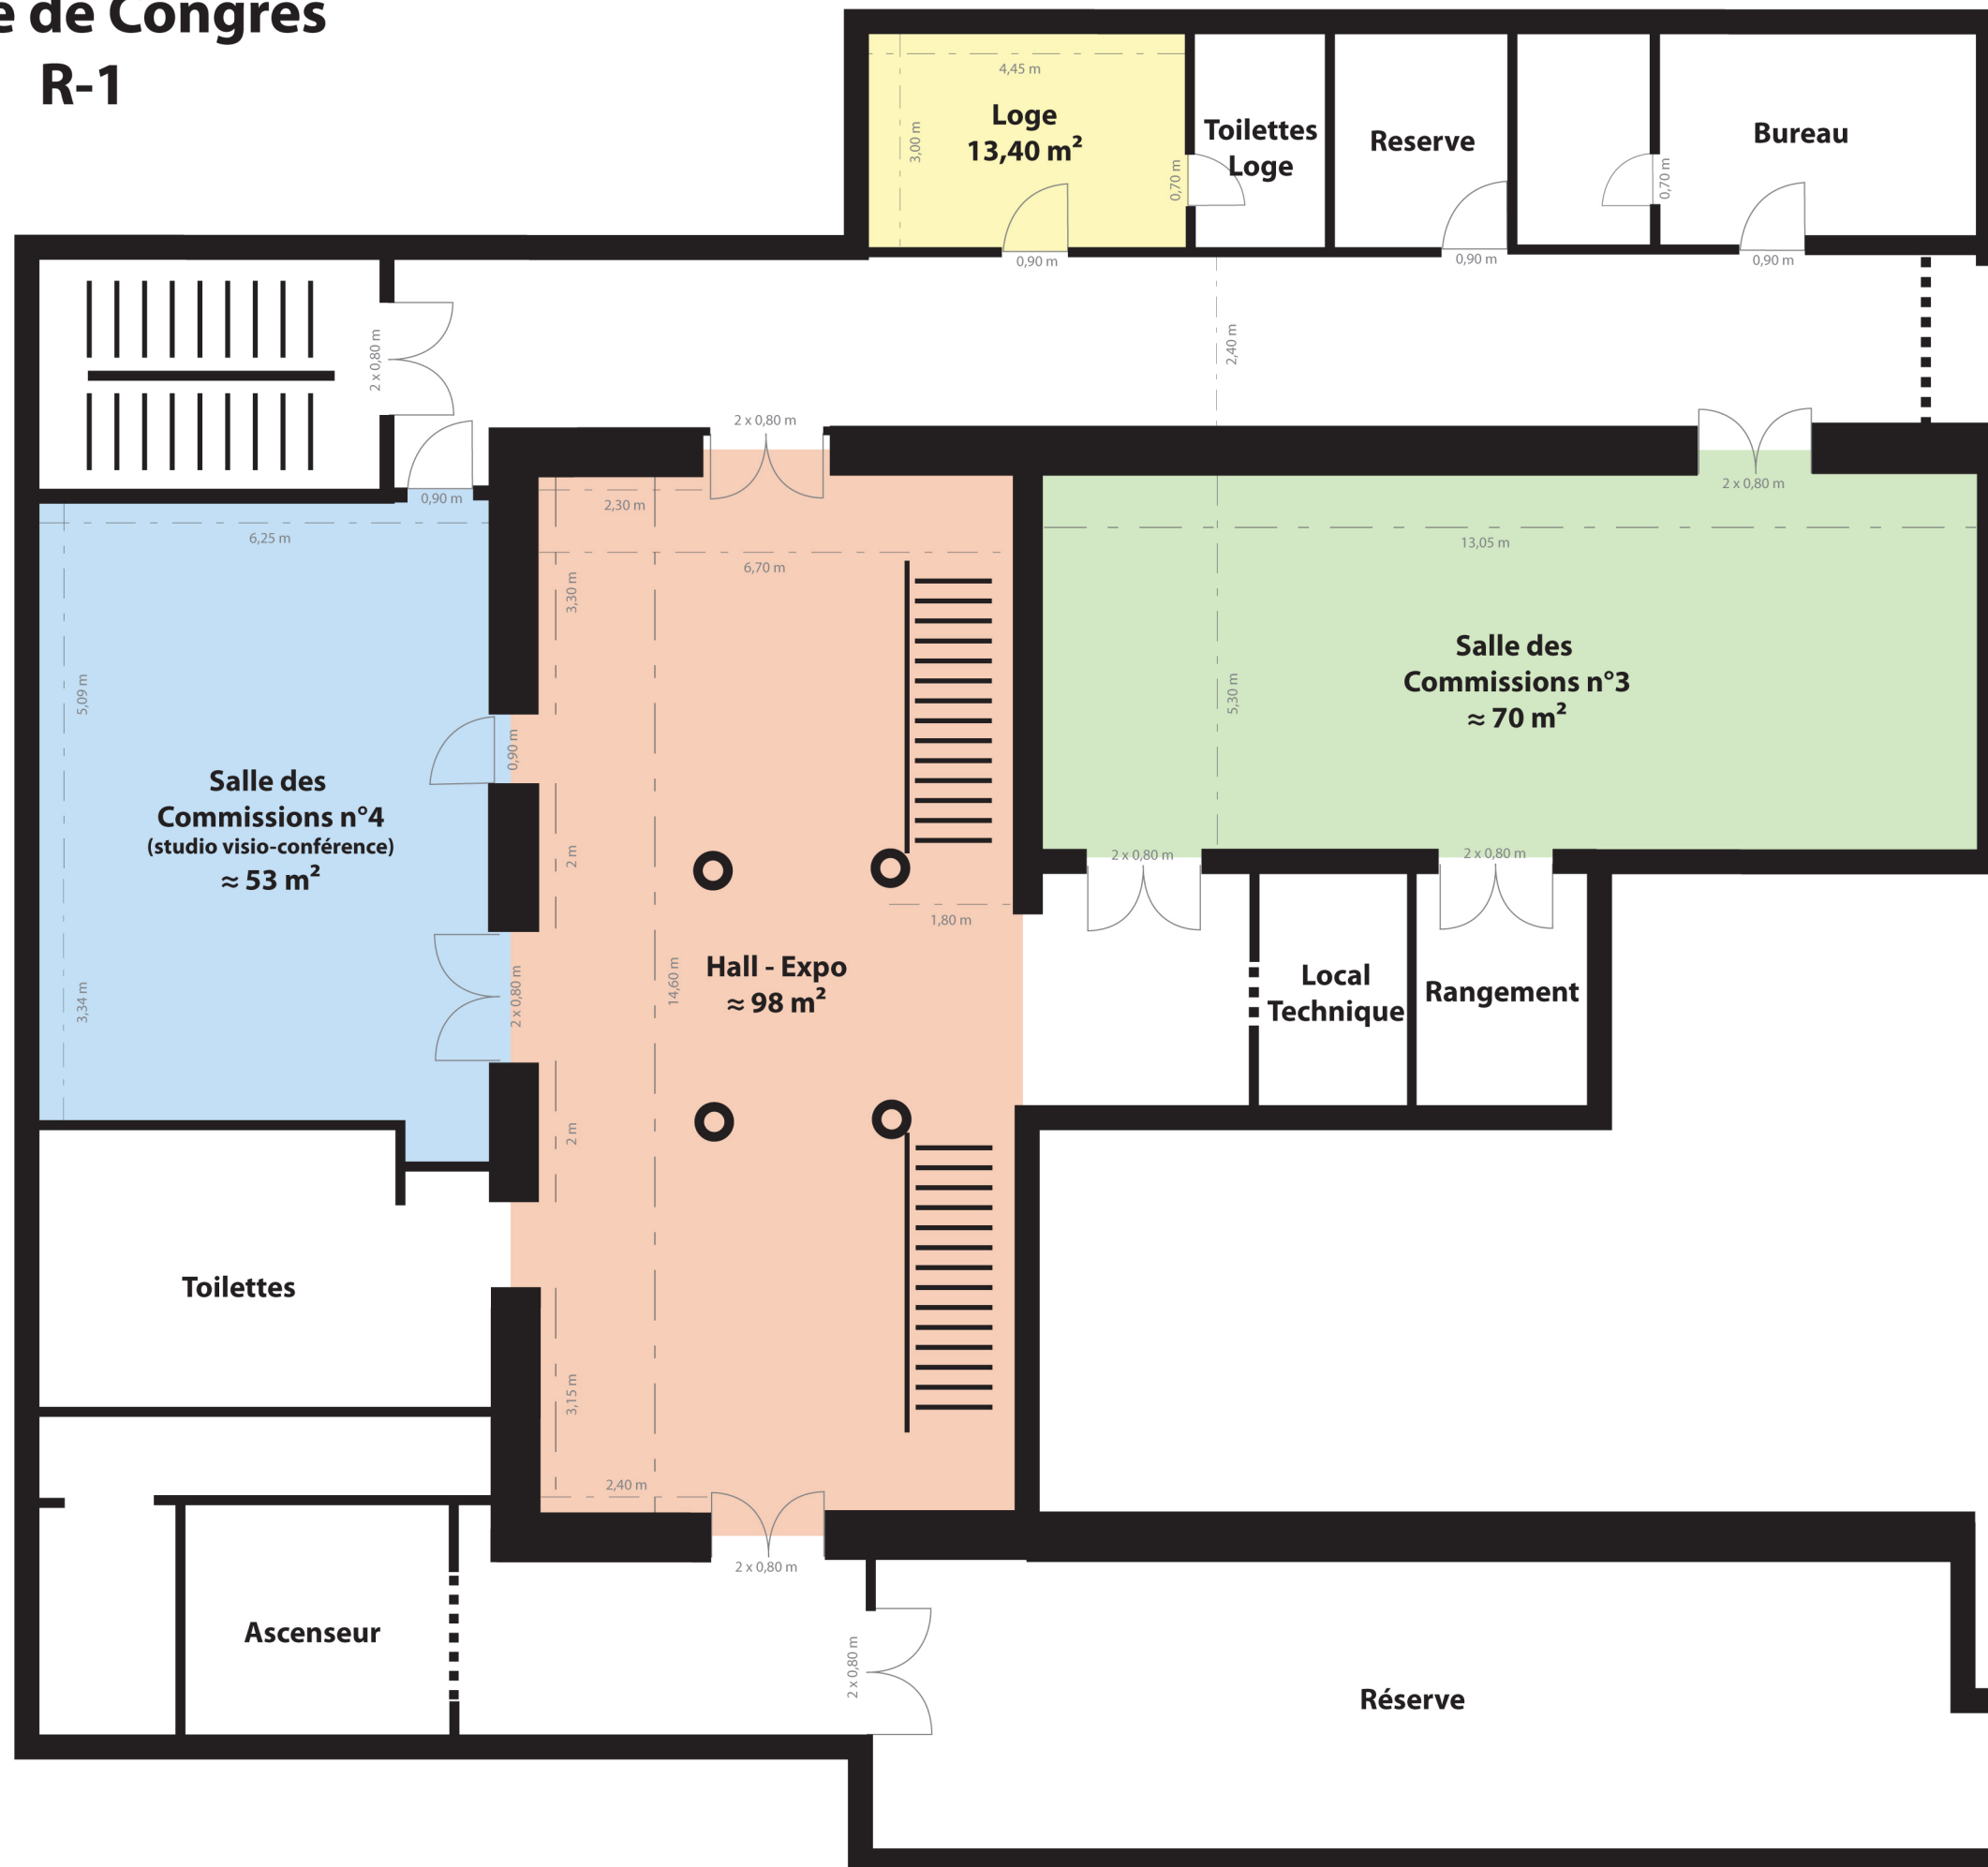 e de Congrès
R-1
4,45 m
3,00 m
Loge
13,40 m²
0,70 m
Toilettes
Loge
Reserve
0,70 m
Bureau
0,90 m
0,90 m
0,90 m
2 x 0,80 m
2,40 m
2 x 0,80 m
0,90 m
2,30 m
2 x 0,80 m
6,25 m
6,70 m
13,05 m
3,30 m
5,09 m
5,30 m
0,90 m
Salle des
Commissions n°3
≈ 70 m²
Salle des
Commissions n°4
(studio visio-conférence)
≈ 53 m²
2 m
2 x 0,80 m
2 x 0,80 m
1,80 m
3,34 m
2 x 0,80 m
14,60 m
Hall - Expo
≈ 98 m²
Local
Technique
Rangement
2 m
Toilettes
3,15 m
2,40 m
2 x 0,80 m
Ascenseur
2 x 0,80 m
Réserve